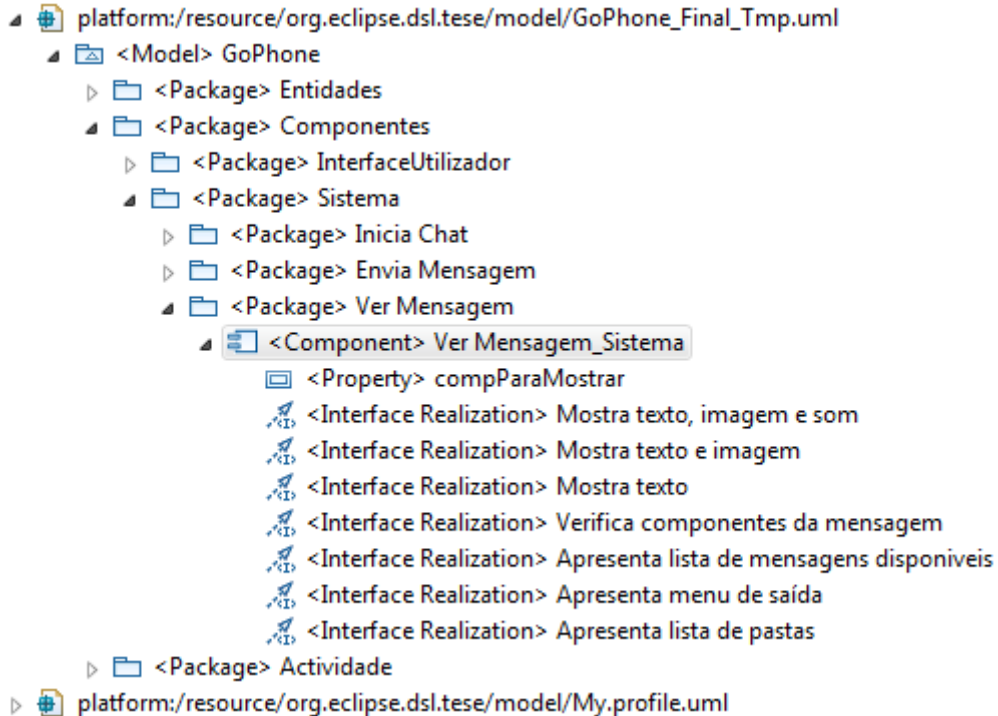 platform:/resource/org.eclipse.dsl.tese/model/GoPhone_Final_Tmp.uml
<Model> GoPhone
<Package> Entidades
<Package> Componentes
<Package> InterfaceUtilizador
<Package> Sistema
<Package> Inicia Chat
<Package> Envia Mensagem
<Package> Ver Mensagem
<Component> Ver Mensagem_Sistema
<Property> compParaMostrar
<Interface Realization> Mostra texto, imagem e som
<Interface Realization> Mostra texto e imagem
<Interface Realization> Mostra texto
<Interface Realization> Verifica componentes da mensagem
<Interface Realization> Apresenta lista de mensagens disponiveis
<Interface Realization> Apresenta menu de saída
<Interface Realization> Apresenta lista de pastas
<Package> Actividade
platform:/resource/org.eclipse.dsl.tese/model/My.profile.uml